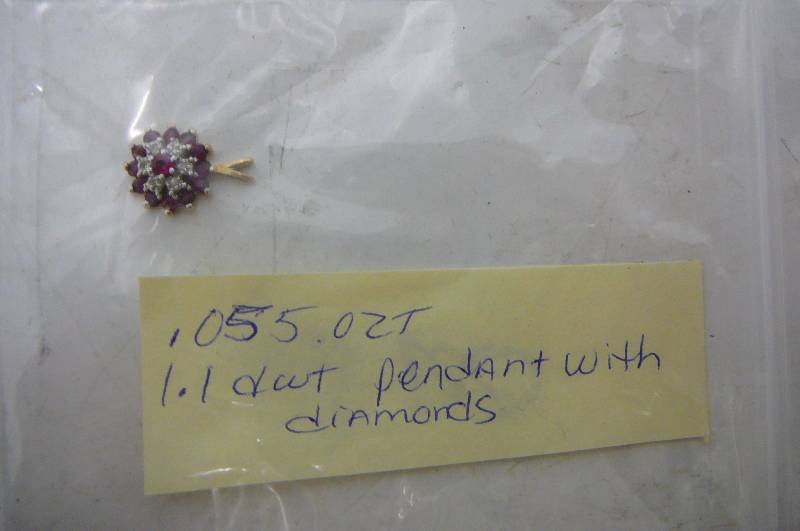 .055.OZT
1.1 dwt pendant with
diamonds